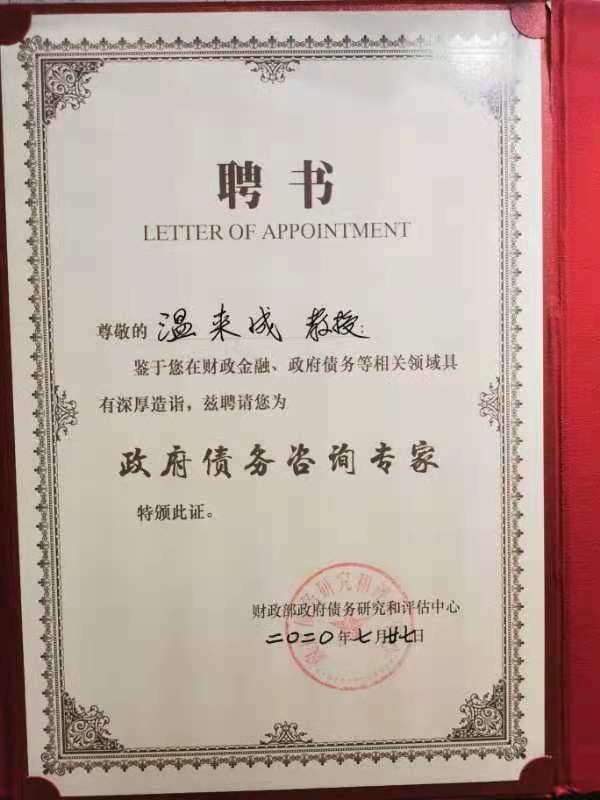 聘书
LETTER OF APPOINTMENT
尊敬的 温来成 教授：
鉴于您在财政金融、政府债务等相关领域具
有深厚造诣，兹聘请您为
政府债务咨询专家
特颁此证。
财政部政府债务研究和评估中心
二〇二〇年七月廿七日